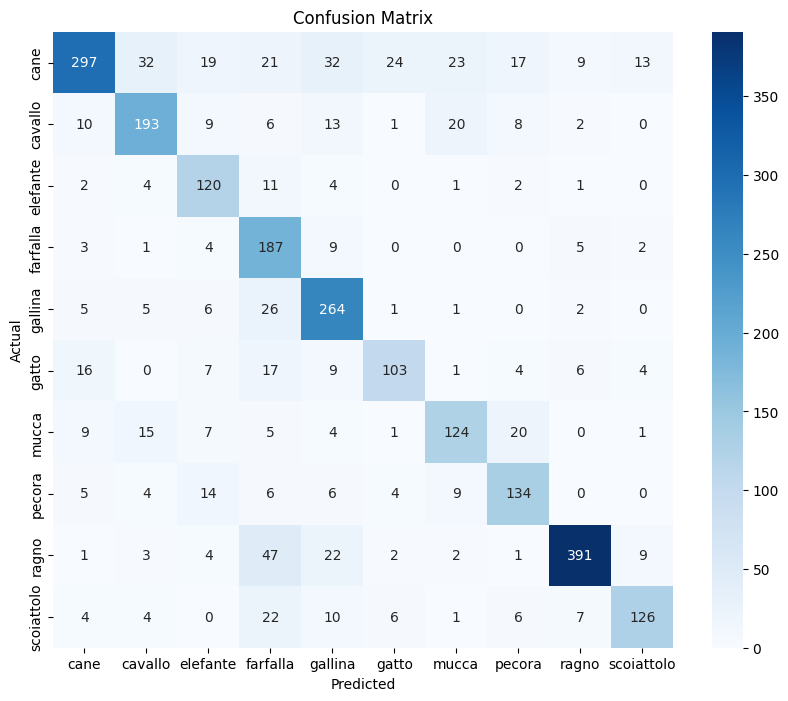 Confusion Matrix
cane 297 32 19 21 32 24 23 17 9 13
cavallo 10 193 9 6 13 1 20 8 2 0
elefante 2 4 120 11 4 0 1 2 1 0
farfalla 3 1 4 187 9 0 0 0 5 2
gallina 5 5 6 26 264 1 1 0 2 0
gatto 16 0 7 17 9 103 1 4 6 4
mucca 9 15 7 5 4 1 124 20 0 1
pecora 5 4 14 6 6 4 9 134 0 0
ragno 1 3 4 47 22 2 2 1 391 9
scoiattolo 4 4 0 22 10 6 1 6 7 126
cane cavallo elefante farfalla gallina gatto mucca pecora ragno scoiattolo
Predicted
Actual
350
300
250
200
150
100
50
0